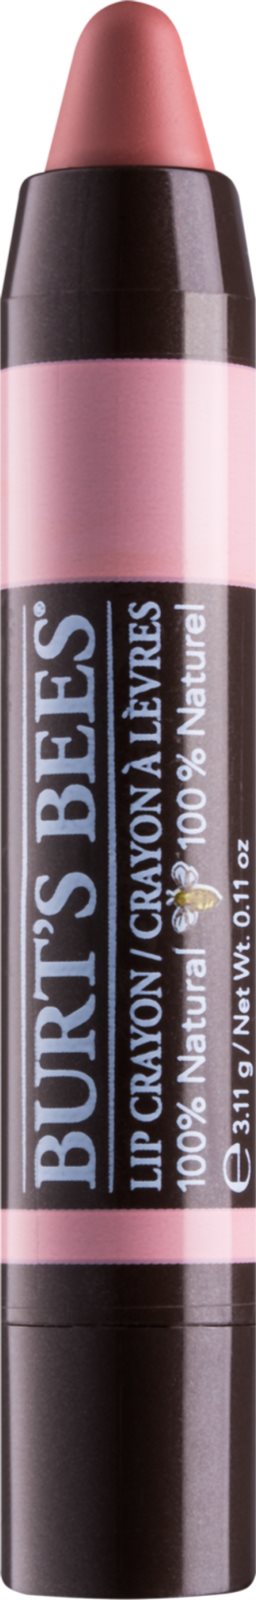 BURT'S BEES®
LIP CRAYON / CRAYON À LÈVRES
100% Natural 100% Naturel
℮ 3.11 g / Net Wt. 0.11 oz